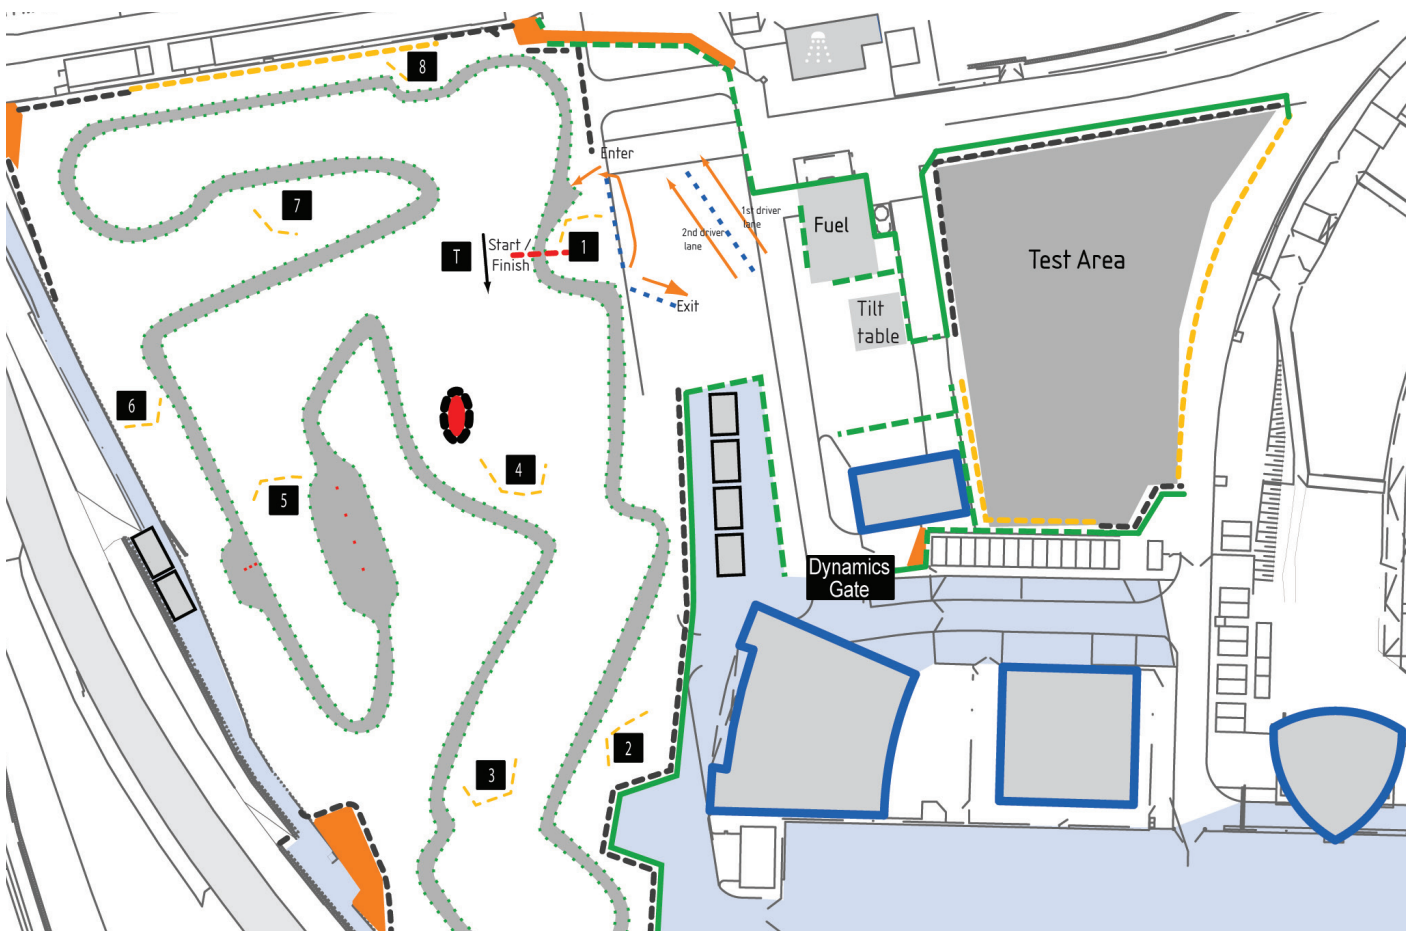 8
Enter
7
1st driver
lane
Fuel
2nd driver
lane
T
Start /
Finish
1
Test Area
Exit
Tilt
table
6
4
5
Dynamics
Gate
2
3